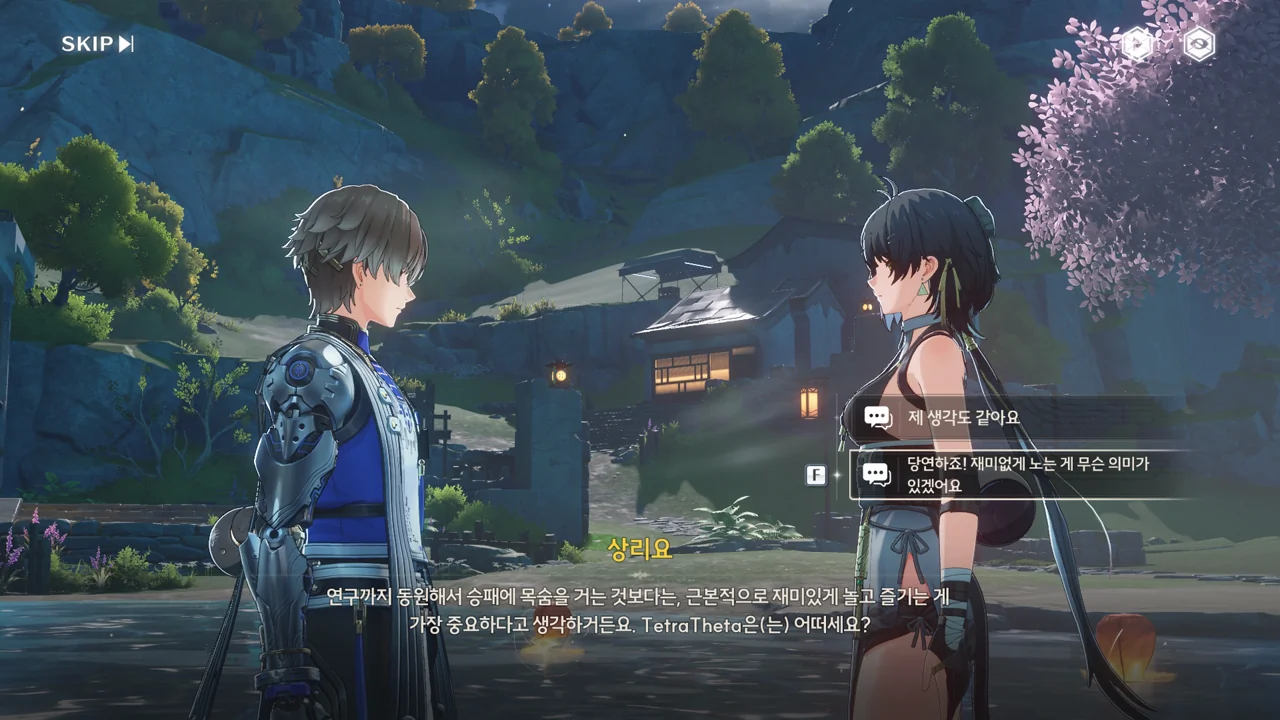 SKIP
제 생각도 같아요
F
당연하죠! 재미없게 노는 게 무슨 의미가
있겠어요
상리요
연구까지 동원해서 승패에 목숨을 거는 것보다는, 근본적으로 재미있게 놀고 즐기는 게
가장 중요하다고 생각하거든요. TetraTheta은(는) 어떠세요?